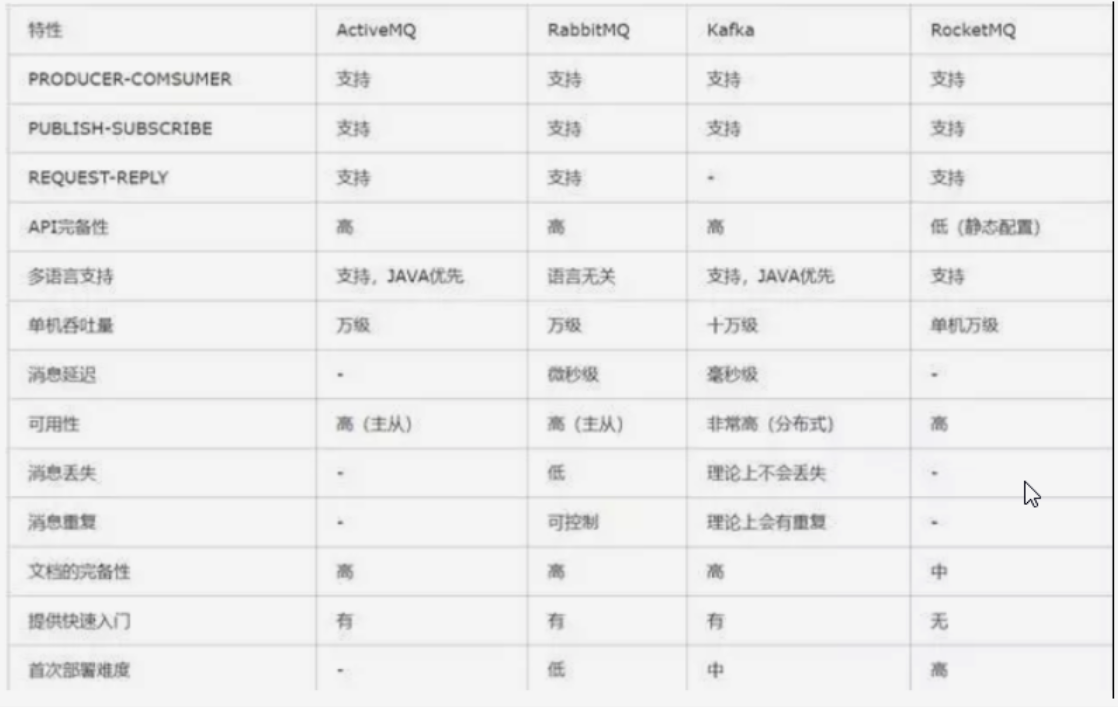 特性 ActiveMQ RabbitMQ Kafka RocketMQ
PRODUCER-COMSUMER 支持 支持 支持 支持
PUBLISH-SUBSCRIBE 支持 支持 支持 支持
REQUEST-REPLY 支持 支持 - 支持
API完备性 高 高 高 低（静态配置）
多语言支持 支持，JAVA优先 语言无关 支持，JAVA优先 支持
单机吞吐量 万级 万级 十万级 单机万级
消息延迟 - 微秒级 毫秒级 -
可用性 高（主从） 高（主从） 非常高（分布式） 高
消息丢失 - 低 理论上不会丢失 -
消息重复 - 可控制 理论上会有重复 -
文档的完备性 高 高 高 中
提供快速入门 有 有 有 无
首次部署难度 - 低 中 高